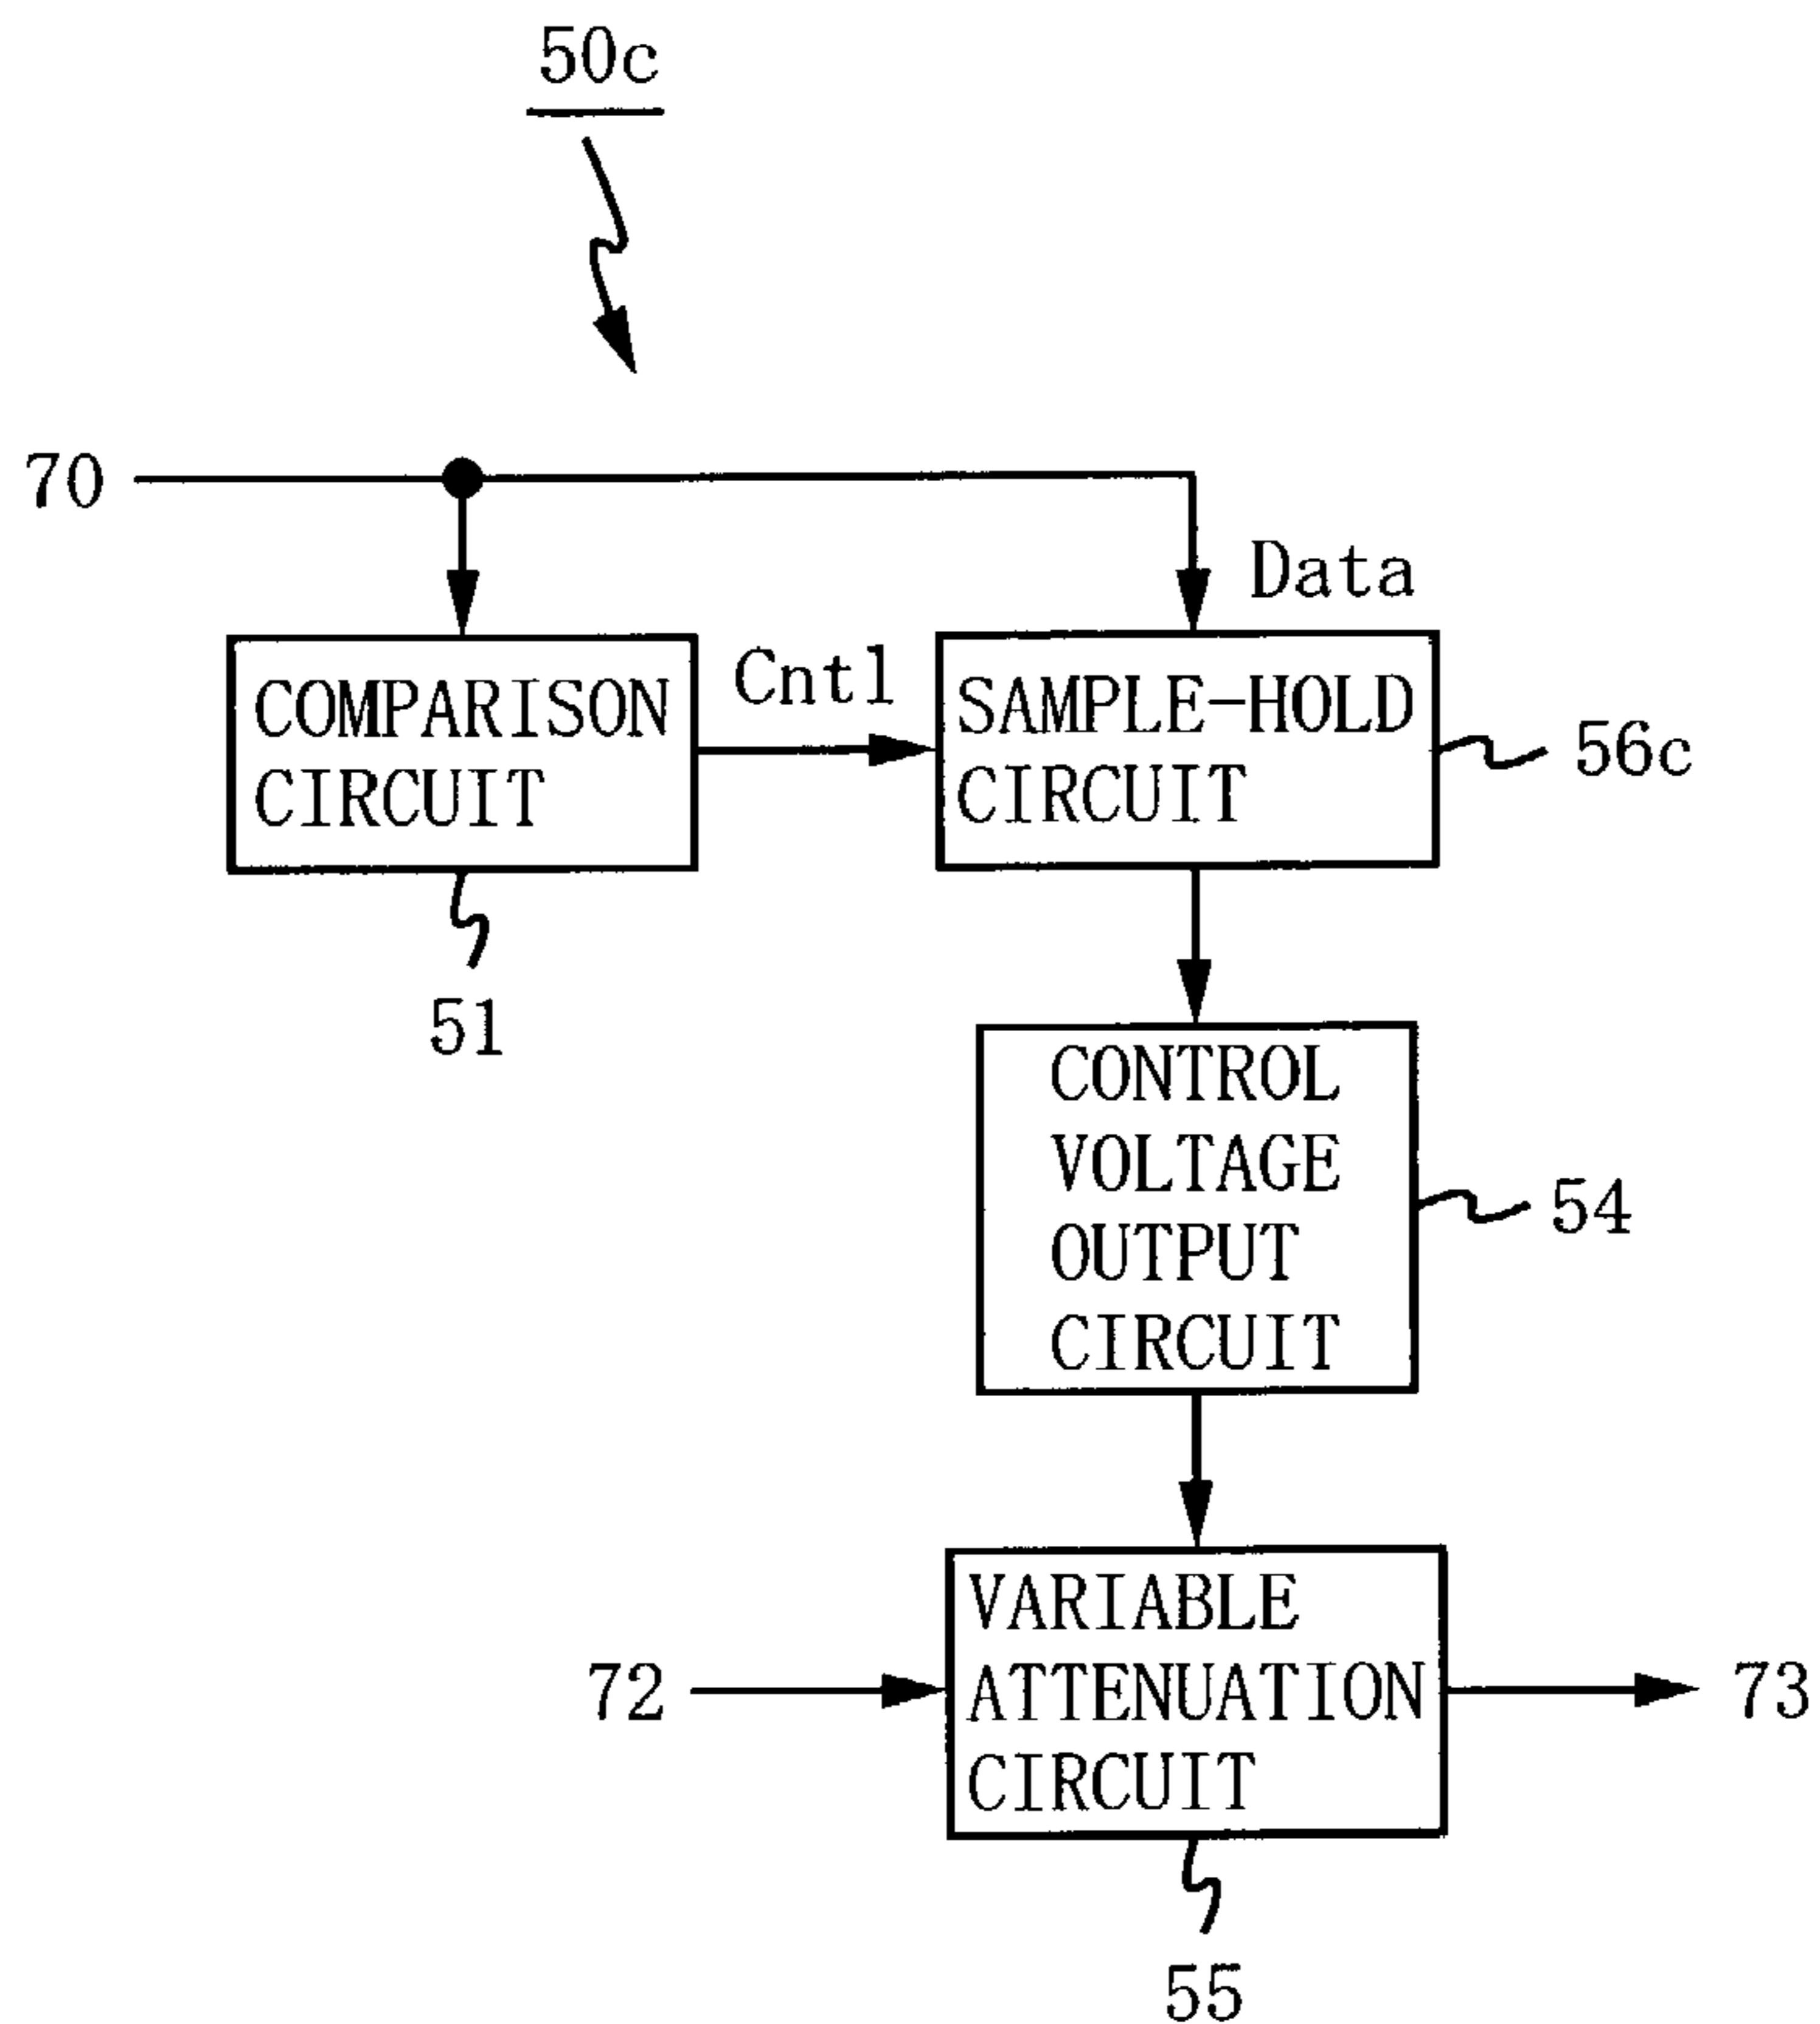 50c
70
Data
COMPARISON
CIRCUIT
Cntl
SAMPLE-HOLD
CIRCUIT
56c
51
CONTROL
VOLTAGE
OUTPUT
CIRCUIT
54
72
VARIABLE
ATTENUATION
CIRCUIT
73
55